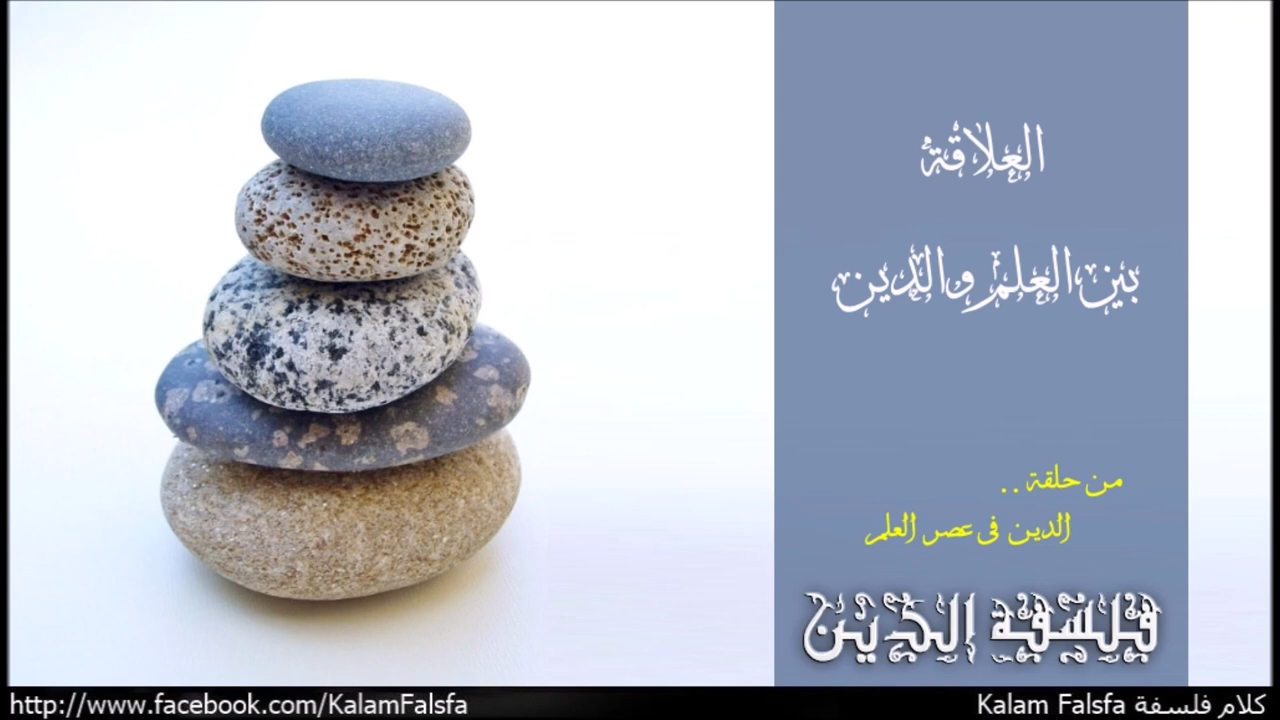 العلاقة
بين العلم والدين
من حلقة ..
الدين فى عصر العلم
فلسفة الدين
http://www.facebook.com/KalamFalsfa
Kalam Falsfa كلام فلسفة